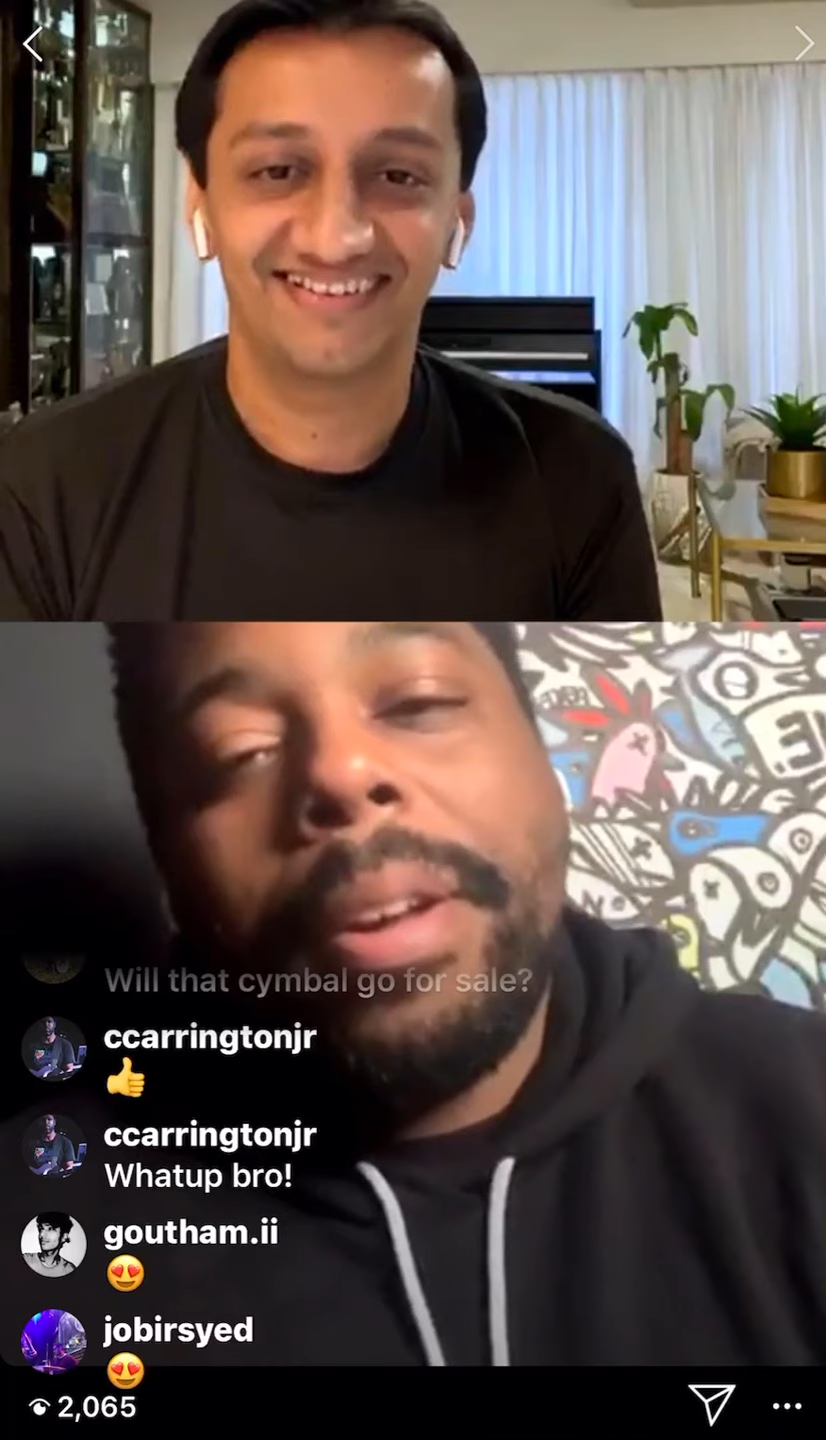 Will that cymbal go for sale?
ccarringtonjr
👍
ccarringtonjr
Whatup bro!
goutham.ii
😍
jobirsyed
😍
2,065